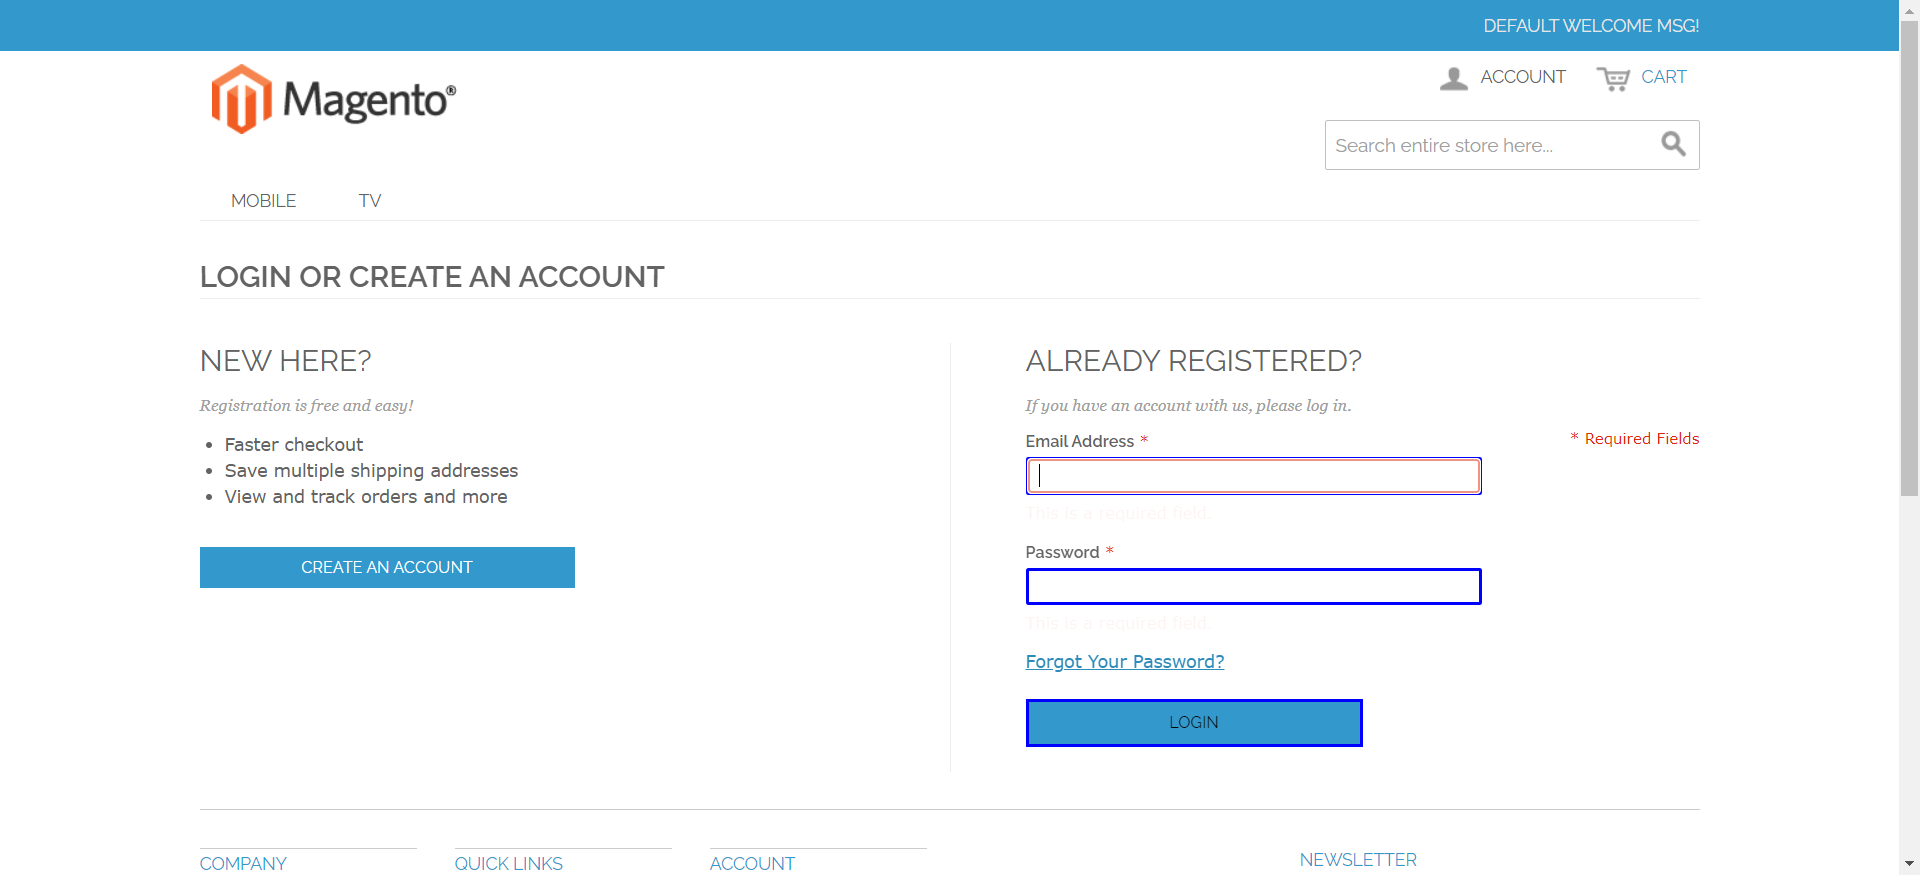 DEFAULT WELCOME MSG!
Magento®
ACCOUNT
CART
Search entire store here...
MOBILE
TV
LOGIN OR CREATE AN ACCOUNT
NEW HERE?
Registration is free and easy!
• Faster checkout
• Save multiple shipping addresses
• View and track orders and more
CREATE AN ACCOUNT
ALREADY REGISTERED?
If you have an account with us, please log in.
Email Address *
* Required Fields
This is a required field.
Password *
This is a required field.
Forgot Your Password?
LOGIN
COMPANY
QUICK LINKS
ACCOUNT
NEWSLETTER